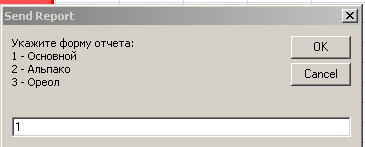 Send Report
Укажите форму отчета:
1 - Основной
2 - Альпако
3 - Ореол
OK
Cancel
1